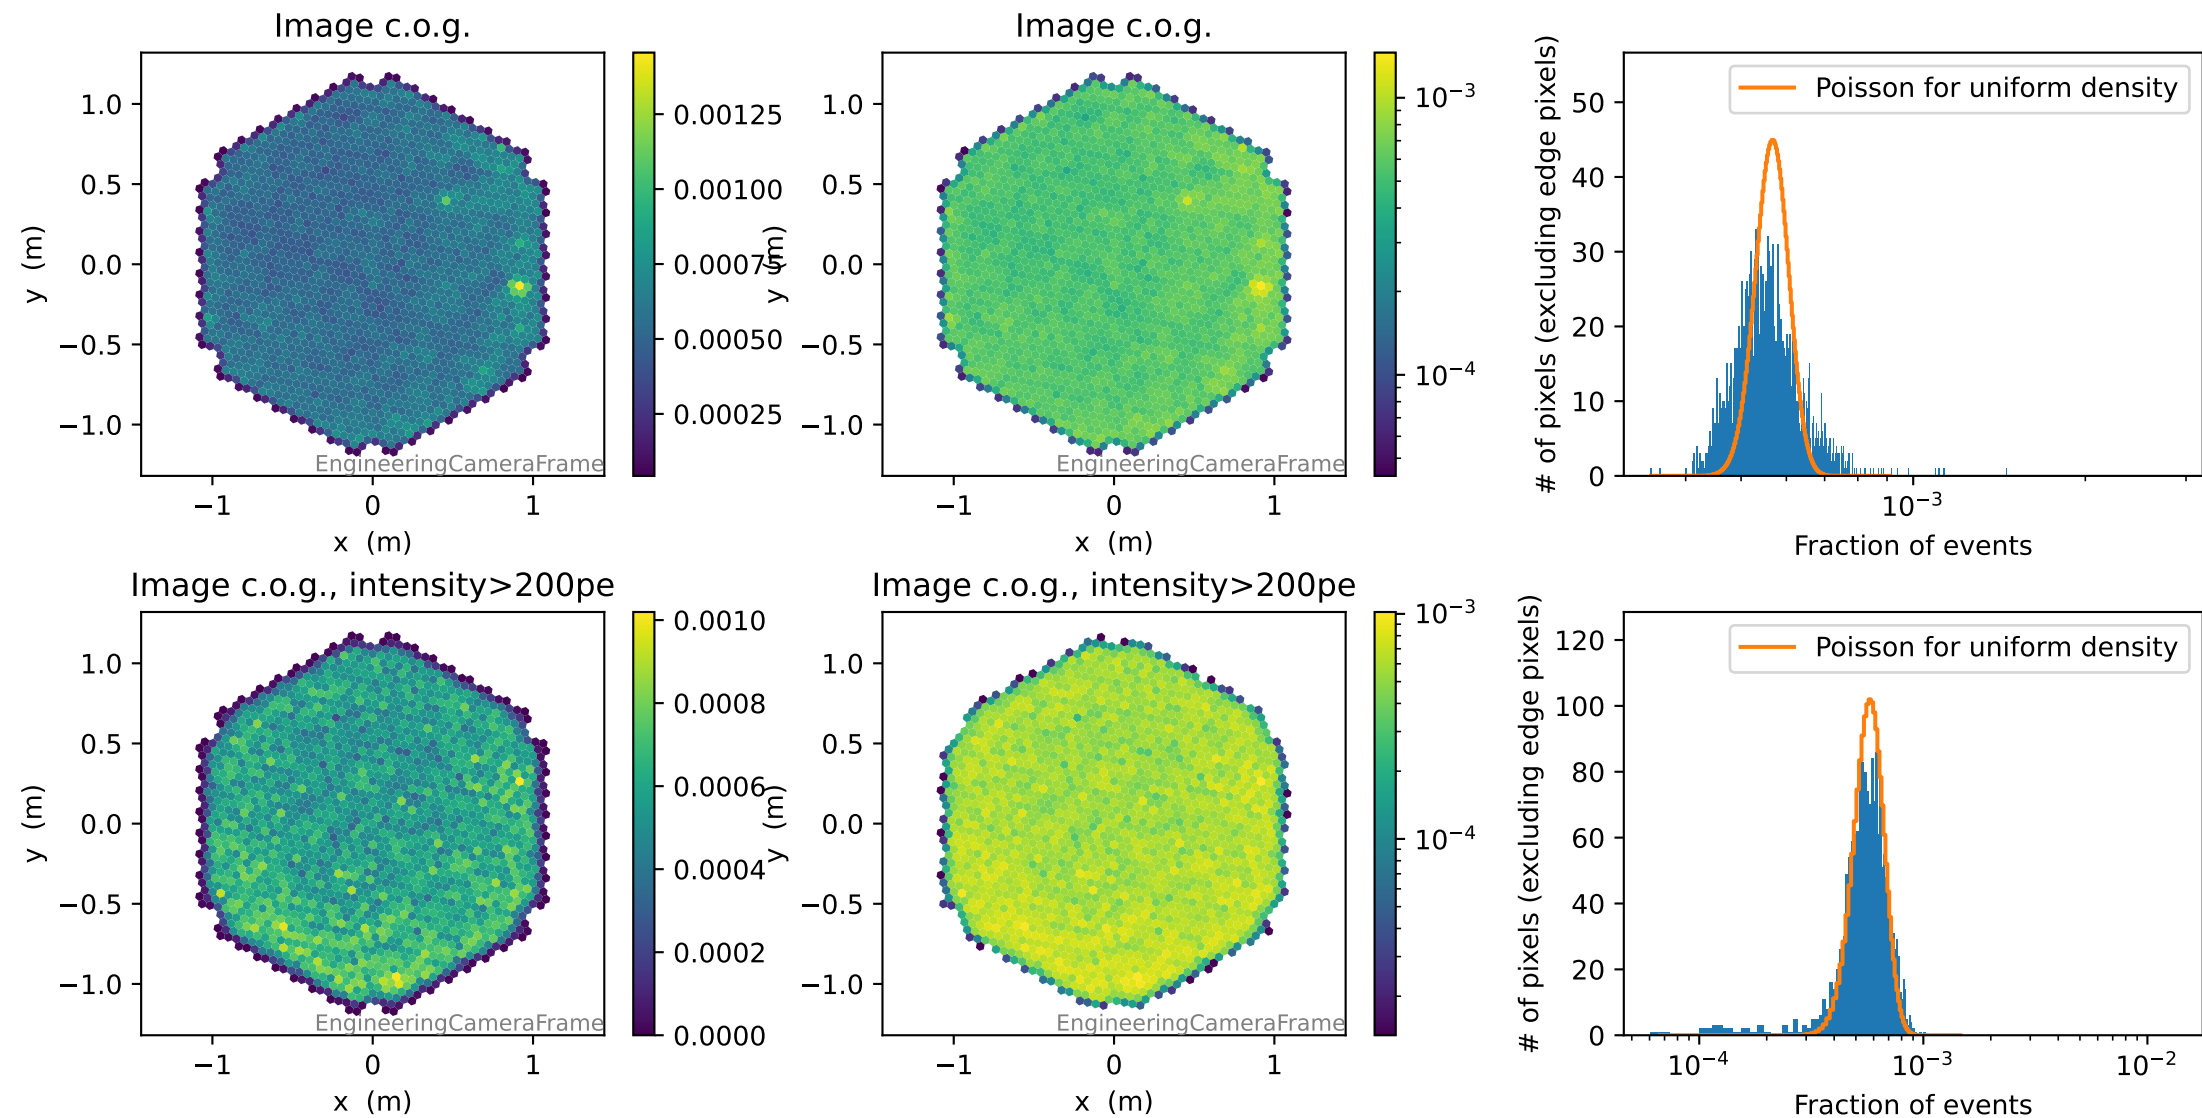 Image c.o.g.
y (m)
1.0
0.5
0.0
−0.5
−1.0
−1
0
1
x (m)
EngineeringCameraFrame
0.00125
0.00100
0.00075
0.00050
0.00025
Image c.o.g.
y (m)
1.0
0.5
0.0
−0.5
−1.0
−1
0
1
x (m)
EngineeringCameraFrame
10⁻³
10⁻⁴
# of pixels (excluding edge pixels)
50
40
30
20
10
0
Poisson for uniform density
10⁻³
Fraction of events
Image c.o.g., intensity>200pe
y (m)
1.0
0.5
0.0
−0.5
−1.0
−1
0
1
x (m)
EngineeringCameraFrame
0.0010
0.0008
0.0006
0.0004
0.0002
0.0000
Image c.o.g., intensity>200pe
y (m)
1.0
0.5
0.0
−0.5
−1.0
−1
0
1
x (m)
EngineeringCameraFrame
10⁻³
10⁻⁴
# of pixels (excluding edge pixels)
120
100
80
60
40
20
0
Poisson for uniform density
10⁻⁴
10⁻³
10⁻²
Fraction of events